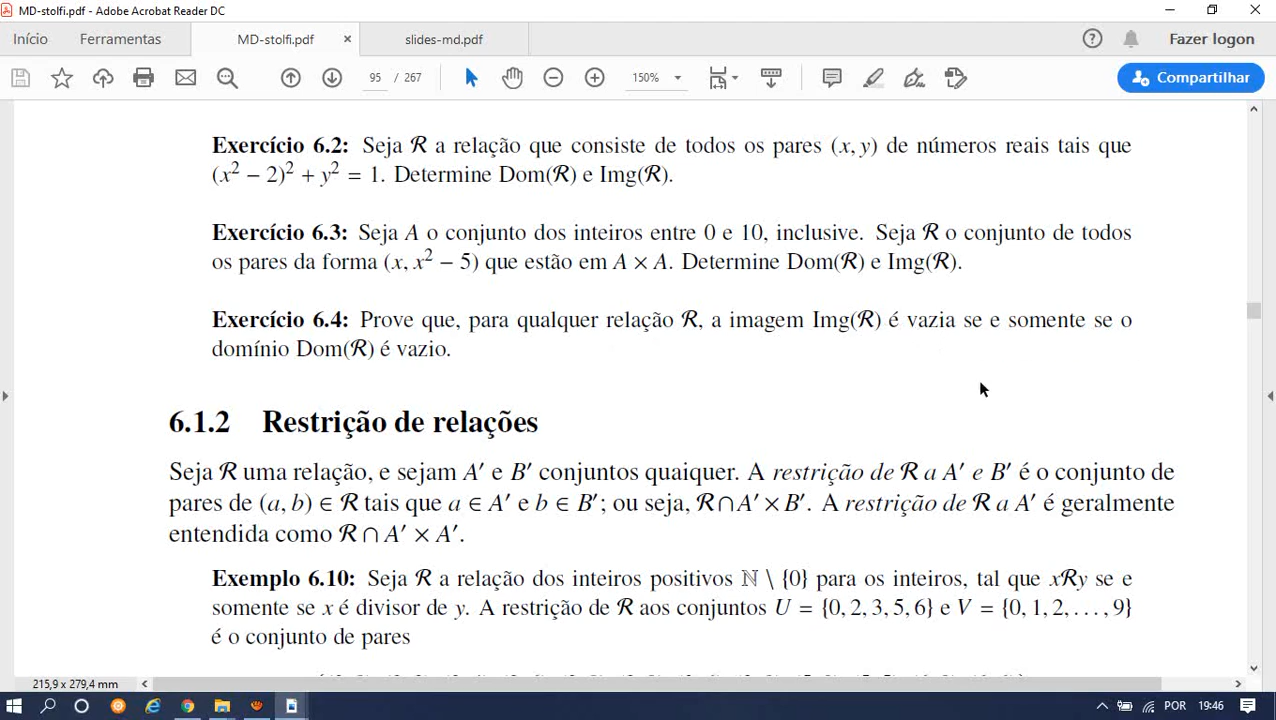 MD-stolfi.pdf - Adobe Acrobat Reader DC
Início Ferramentas MD-stolfi.pdf × slides-md.pdf Fazer logon
95 / 267 150% Compartilhar
Exercício 6.2: Seja ℛ a relação que consiste de todos os pares (x, y) de números reais tais que
(x² − 2)² + y² = 1. Determine Dom(ℛ) e Img(ℛ).
Exercício 6.3: Seja A o conjunto dos inteiros entre 0 e 10, inclusive. Seja ℛ o conjunto de todos
os pares da forma (x, x² − 5) que estão em A × A. Determine Dom(ℛ) e Img(ℛ).
Exercício 6.4: Prove que, para qualquer relação ℛ, a imagem Img(ℛ) é vazia se e somente se o
domínio Dom(ℛ) é vazio.
6.1.2 Restrição de relações
Seja ℛ uma relação, e sejam A′ e B′ conjuntos quaiquer. A restrição de ℛ a A′ e B′ é o conjunto de
pares de (a, b) ∈ ℛ tais que a ∈ A′ e b ∈ B′; ou seja, ℛ ∩ A′ × B′. A restrição de ℛ a A′ é geralmente
entendida como ℛ ∩ A′ × A′.
Exemplo 6.10: Seja ℛ a relação dos inteiros positivos ℕ \ {0} para os inteiros, tal que xℛy se e
somente se x é divisor de y. A restrição de ℛ aos conjuntos U = {0, 2, 3, 5, 6} e V = {0, 1, 2, . . . , 9}
é o conjunto de pares
215,9 x 279,4 mm
POR 19:46